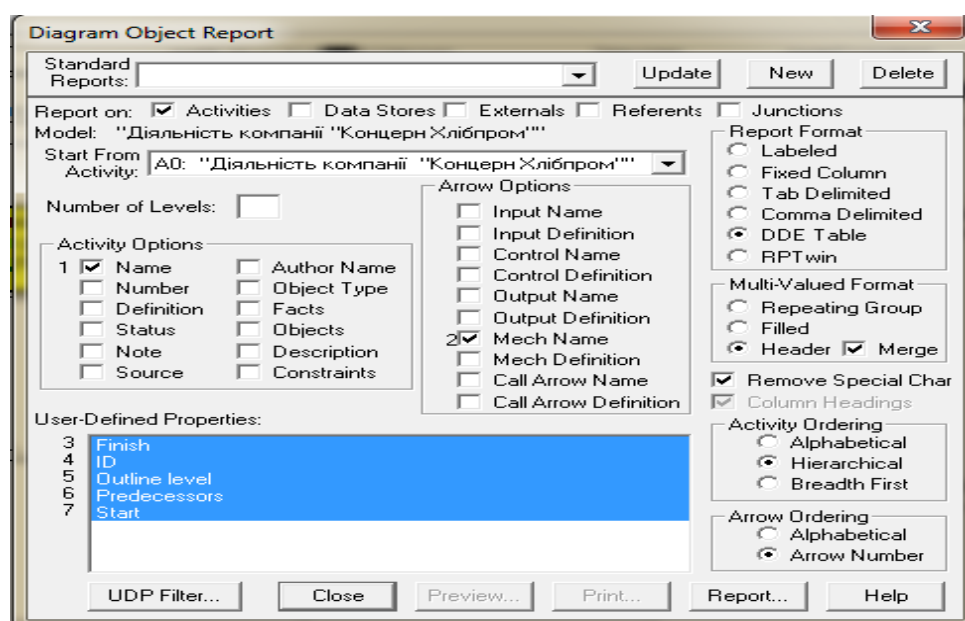 Diagram Object Report
Standard Reports:
Update New Delete
Report on: Activities Data Stores Externals Referents Junctions
Model: ''Діяльність компанії ''Концерн Хлібпром''''
Start From Activity: A0: ''Діяльність компанії ''Концерн Хлібпром''''
Number of Levels:
Activity Options
1 Name Author Name
Number Object Type
Definition Facts
Status Objects
Note Description
Source Constraints
Arrow Options
Input Name
Input Definition
Control Name
Control Definition
Output Name
Output Definition
2 Mech Name
Mech Definition
Call Arrow Name
Call Arrow Definition
Report Format
Labeled
Fixed Column
Tab Delimited
Comma Delimited
DDE Table
RPTwin
Multi-Valued Format
Repeating Group
Filled
Header Merge
Remove Special Char
Column Headings
User-Defined Properties:
3 Finish
4 ID
5 Outline level
6 Predecessors
7 Start
Activity Ordering
Alphabetical
Hierarchical
Breadth First
Arrow Ordering
Alphabetical
Arrow Number
UDP Filter... Close Preview... Print... Report... Help